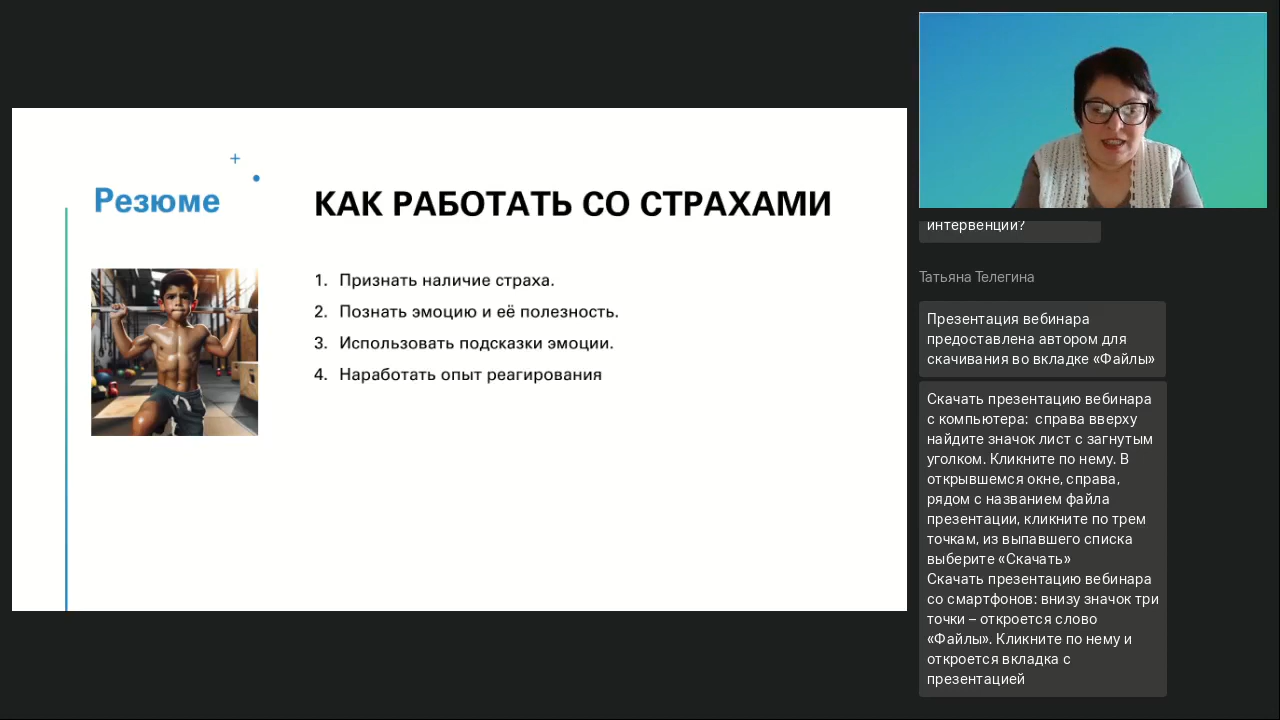 Резюме
КАК РАБОТАТЬ СО СТРАХАМИ
1. Признать наличие страха.
2. Познать эмоцию и её полезность.
3. Использовать подсказки эмоции.
4. Наработать опыт реагирования
интервенции?
Татьяна Телегина
Презентация вебинара
предоставлена автором для
скачивания во вкладке «Файлы»
Скачать презентацию вебинара
с компьютера:  справа вверху
найдите значок лист с загнутым
уголком. Кликните по нему. В
открывшемся окне, справа,
рядом с названием файла
презентации, кликните по трем
точкам, из выпавшего списка
выберите «Скачать»
Скачать презентацию вебинара
со смартфонов: внизу значок три
точки – откроется слово
«Файлы». Кликните по нему и
откроется вкладка с
презентацией